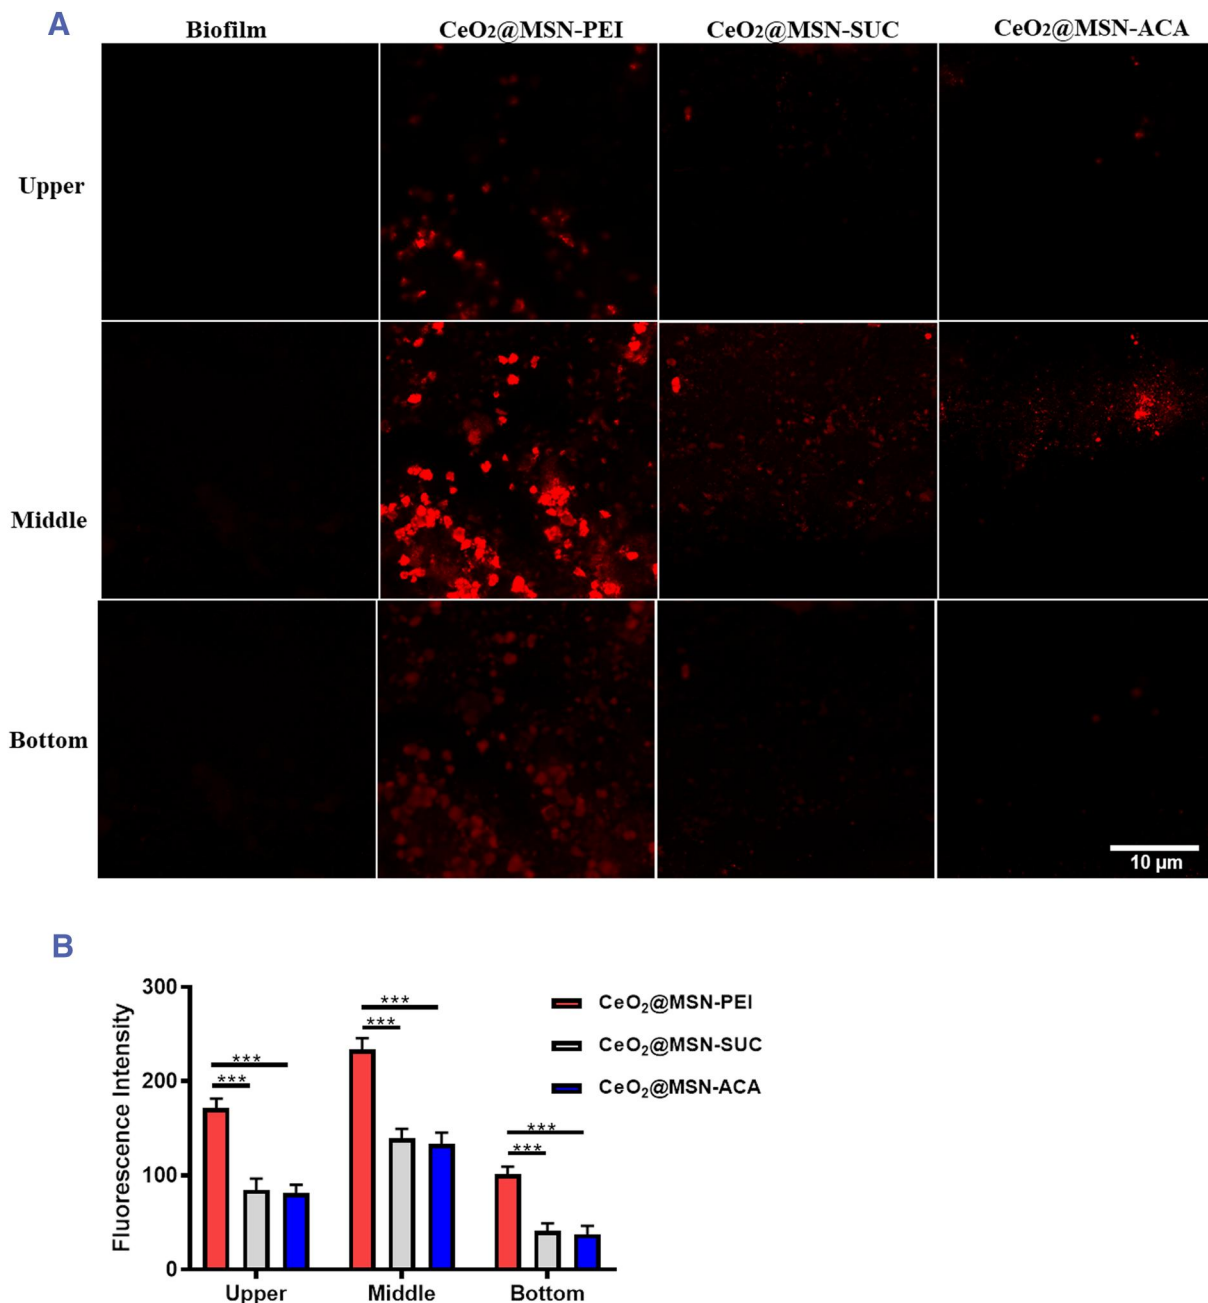 A
Biofilm CeO2@MSN-PEI CeO2@MSN-SUC CeO2@MSN-ACA
Upper
Middle
Bottom
10 µm
B
Fluorescence Intensity
300
200
100
0
*** ***
*** ***
*** ***
CeO2@MSN-PEI
CeO2@MSN-SUC
CeO2@MSN-ACA
Upper Middle Bottom